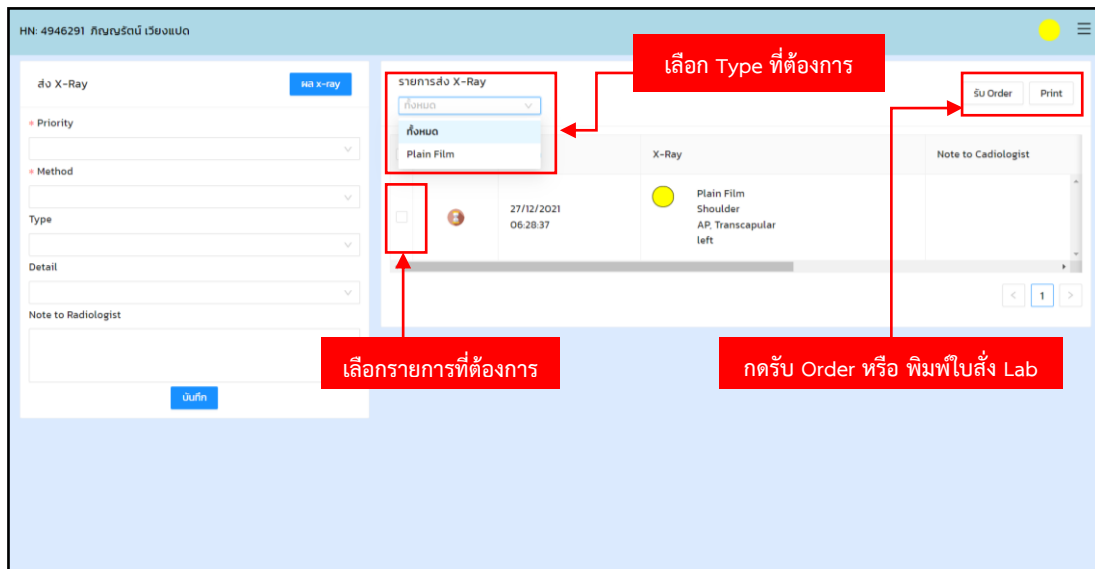 HN: 4946291 ภิญญรัตน์ เวียงแปด
เลือก Type ที่ต้องการ
ส่ง X-Ray
ผล x-ray
* Priority
* Method
Type
Detail
Note to Radiologist
บันทึก
รายการส่ง X-Ray
ทั้งหมด
ทั้งหมด
Plain Film
รับ Order
Print
X-Ray
Note to Cadiologist
27/12/2021
06:28:37
Plain Film
Shoulder
AP, Transcapular
left
1
เลือกรายการที่ต้องการ
กดรับ Order หรือ พิมพ์ใบสั่ง Lab